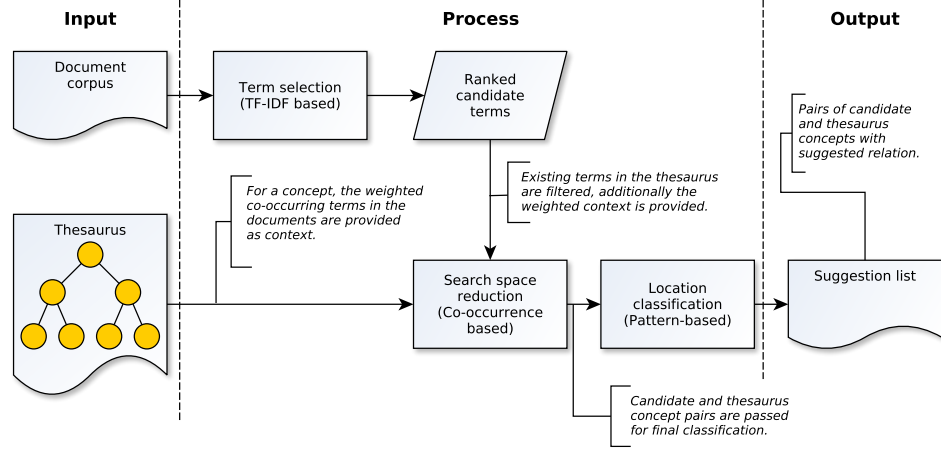 Input
Process
Output
Document
corpus
Term selection
(TF-IDF based)
Ranked
candidate
terms
Pairs of candidate
and thesaurus
concepts with
suggested relation.
For a concept, the weighted
co-occurring terms in the
documents are provided
as context.
Existing terms in the thesaurus
are filtered, additionally the
weighted context is provided.
Thesaurus
Search space
reduction
(Co-occurrence
based)
Location
classification
(Pattern-based)
Suggestion list
Candidate and thesaurus
concept pairs are passed
for final classification.